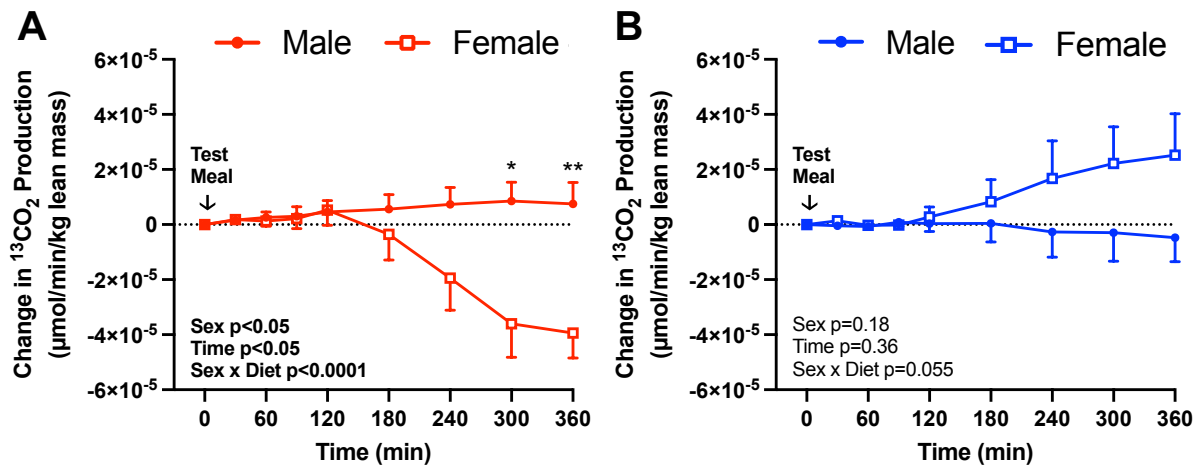 A
Male
Female
Change in ¹³CO₂ Production
(µmol/min/kg lean mass)
6×10⁻⁵
4×10⁻⁵
2×10⁻⁵
0
-2×10⁻⁵
-4×10⁻⁵
-6×10⁻⁵
Test
Meal
↓
*
**
Sex p<0.05
Time p<0.05
Sex x Diet p<0.0001
0 60 120 180 240 300 360
Time (min)
B
Male
Female
Change in ¹³CO₂ Production
(µmol/min/kg lean mass)
6×10⁻⁵
4×10⁻⁵
2×10⁻⁵
0
-2×10⁻⁵
-4×10⁻⁵
-6×10⁻⁵
Test
Meal
↓
Sex p=0.18
Time p=0.36
Sex x Diet p=0.055
0 60 120 180 240 300 360
Time (min)